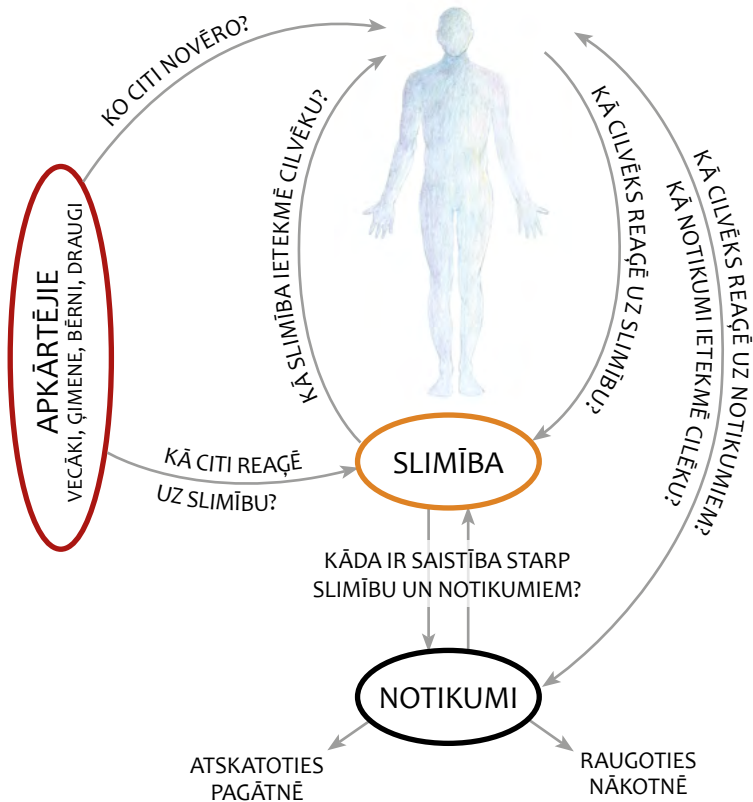 KO CITI NOVĒRO?
KĀ SLIMĪBA IETEKMĒ CILVĒKU?
KĀ CILVĒKS REAĢĒ UZ SLIMĪBU?
KĀ CILVĒKS REAĢĒ UZ NOTIKUMIEM?
KĀ NOTIKUMI IETEKMĒ CILĒKU?
APKĀRTĒJIE
VECĀKI, ĢIMENE, BĒRNI, DRAUGI
KĀ CITI REAĢĒ
UZ SLIMĪBU?
SLIMĪBA
KĀDA IR SAISTĪBA STARP
SLIMĪBU UN NOTIKUMIEM?
NOTIKUMI
ATSKATOTIES
PAGĀTNĒ
RAUGOTIES
NĀKOTNĒ